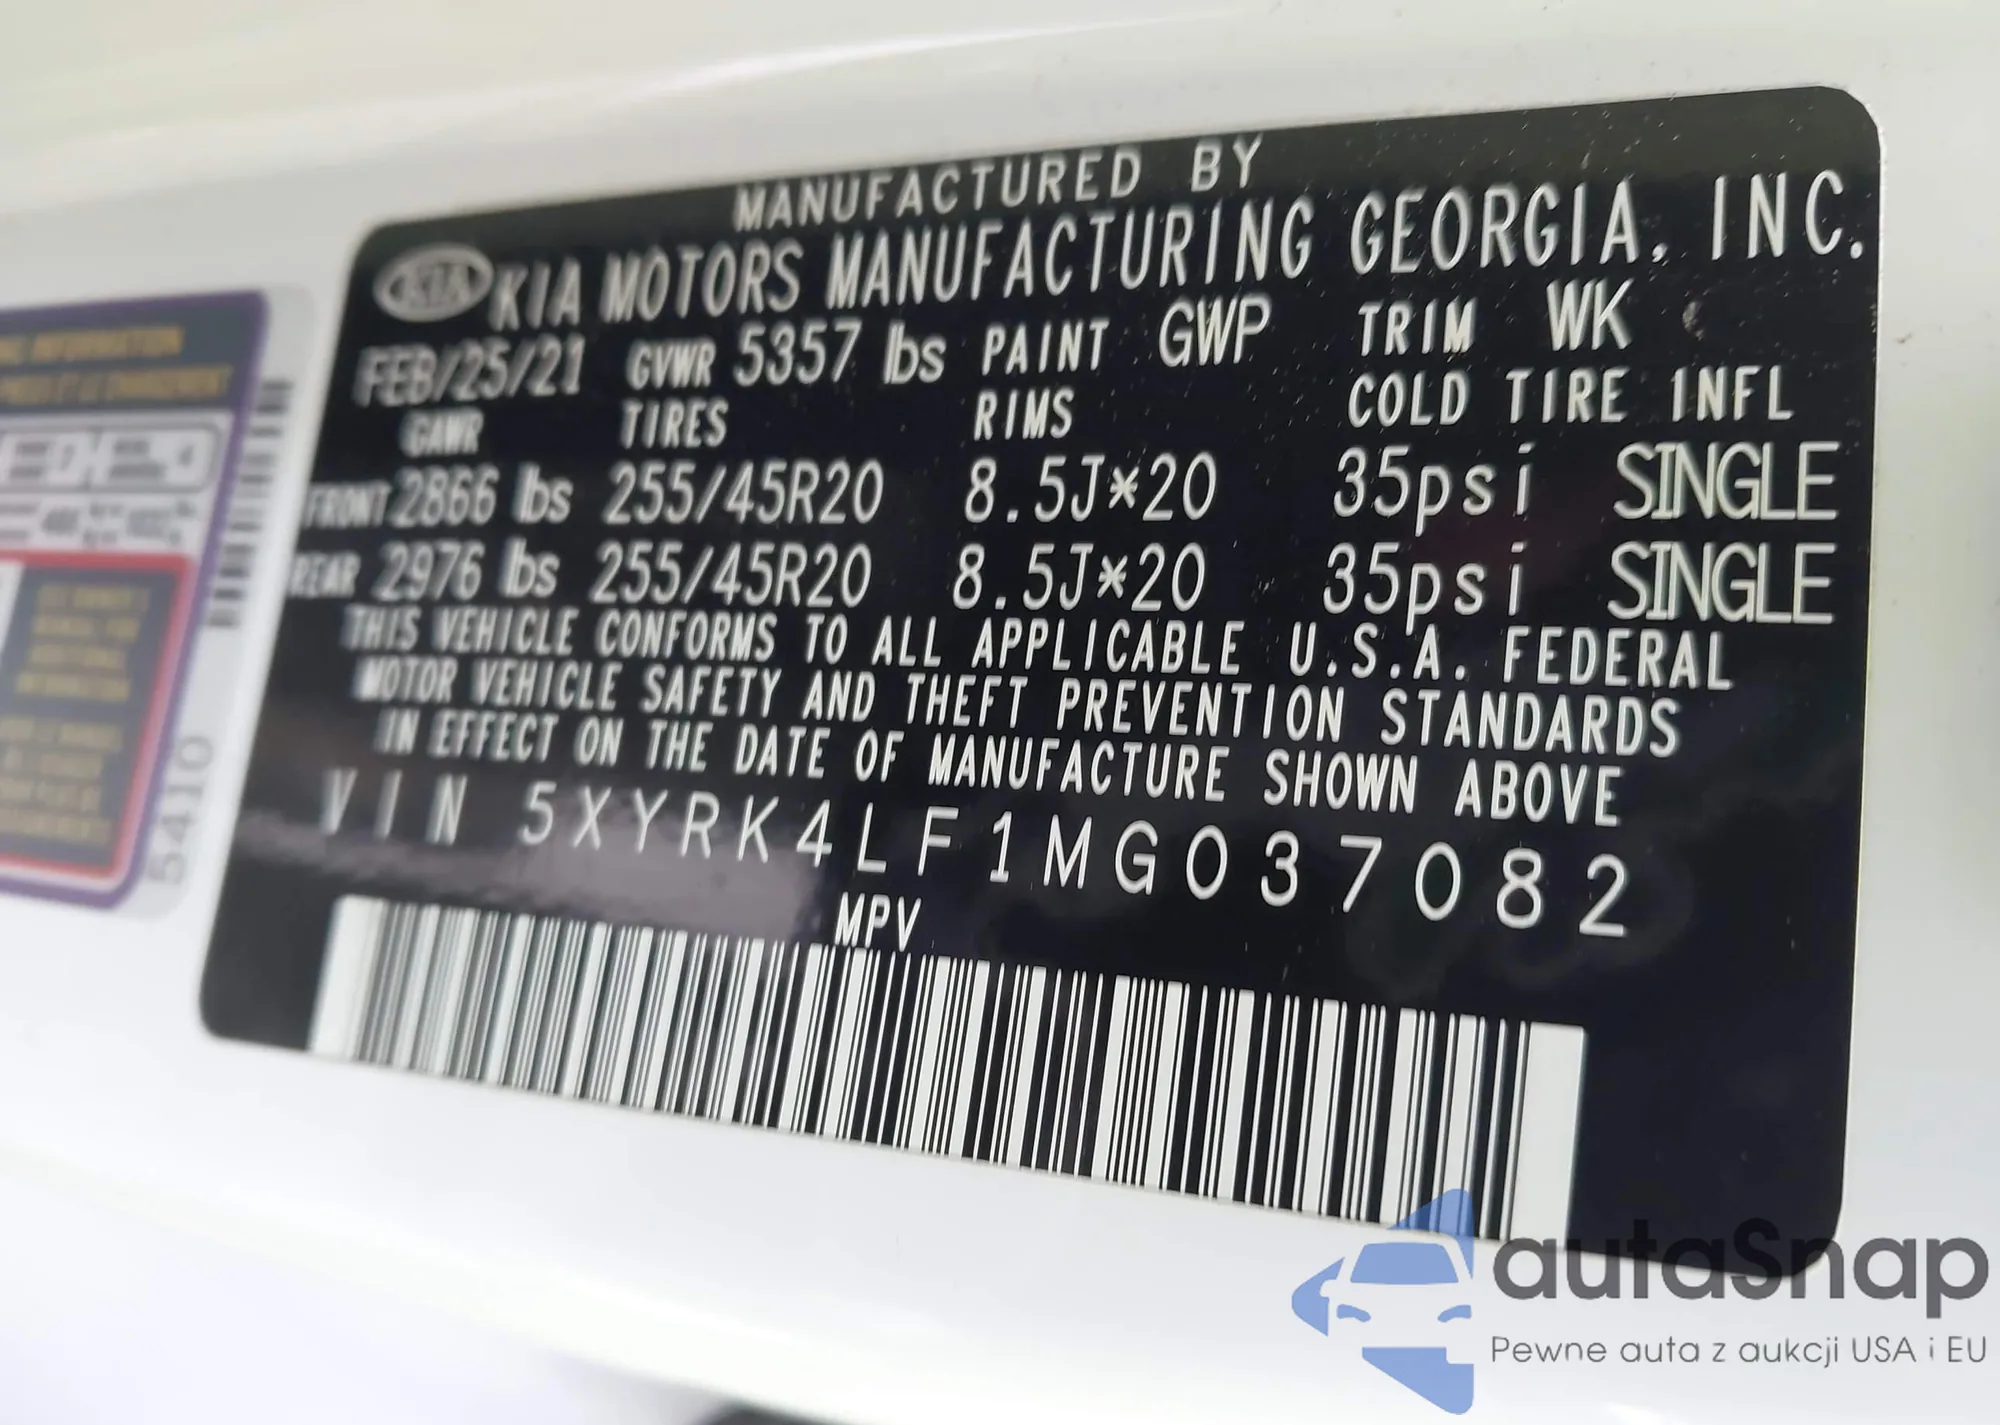 MANUFACTURED BY
KIA KIA MOTORS MANUFACTURING GEORGIA, INC.
FEB/25/21 GVWR 5357 lbs PAINT GWP TRIM WK
GAWR TIRES RIMS COLD TIRE INFL
FRONT 2866 lbs 255/45R20 8.5J*20 35psi SINGLE
REAR 2976 lbs 255/45R20 8.5J*20 35psi SINGLE
THIS VEHICLE CONFORMS TO ALL APPLICABLE U.S.A. FEDERAL
MOTOR VEHICLE SAFETY AND THEFT PREVENTION STANDARDS
IN EFFECT ON THE DATE OF MANUFACTURE SHOWN ABOVE
VIN 5XYRK4LF1MG037082
MPV
5410
autaSnap
Pewne auta z aukcji USA i EU